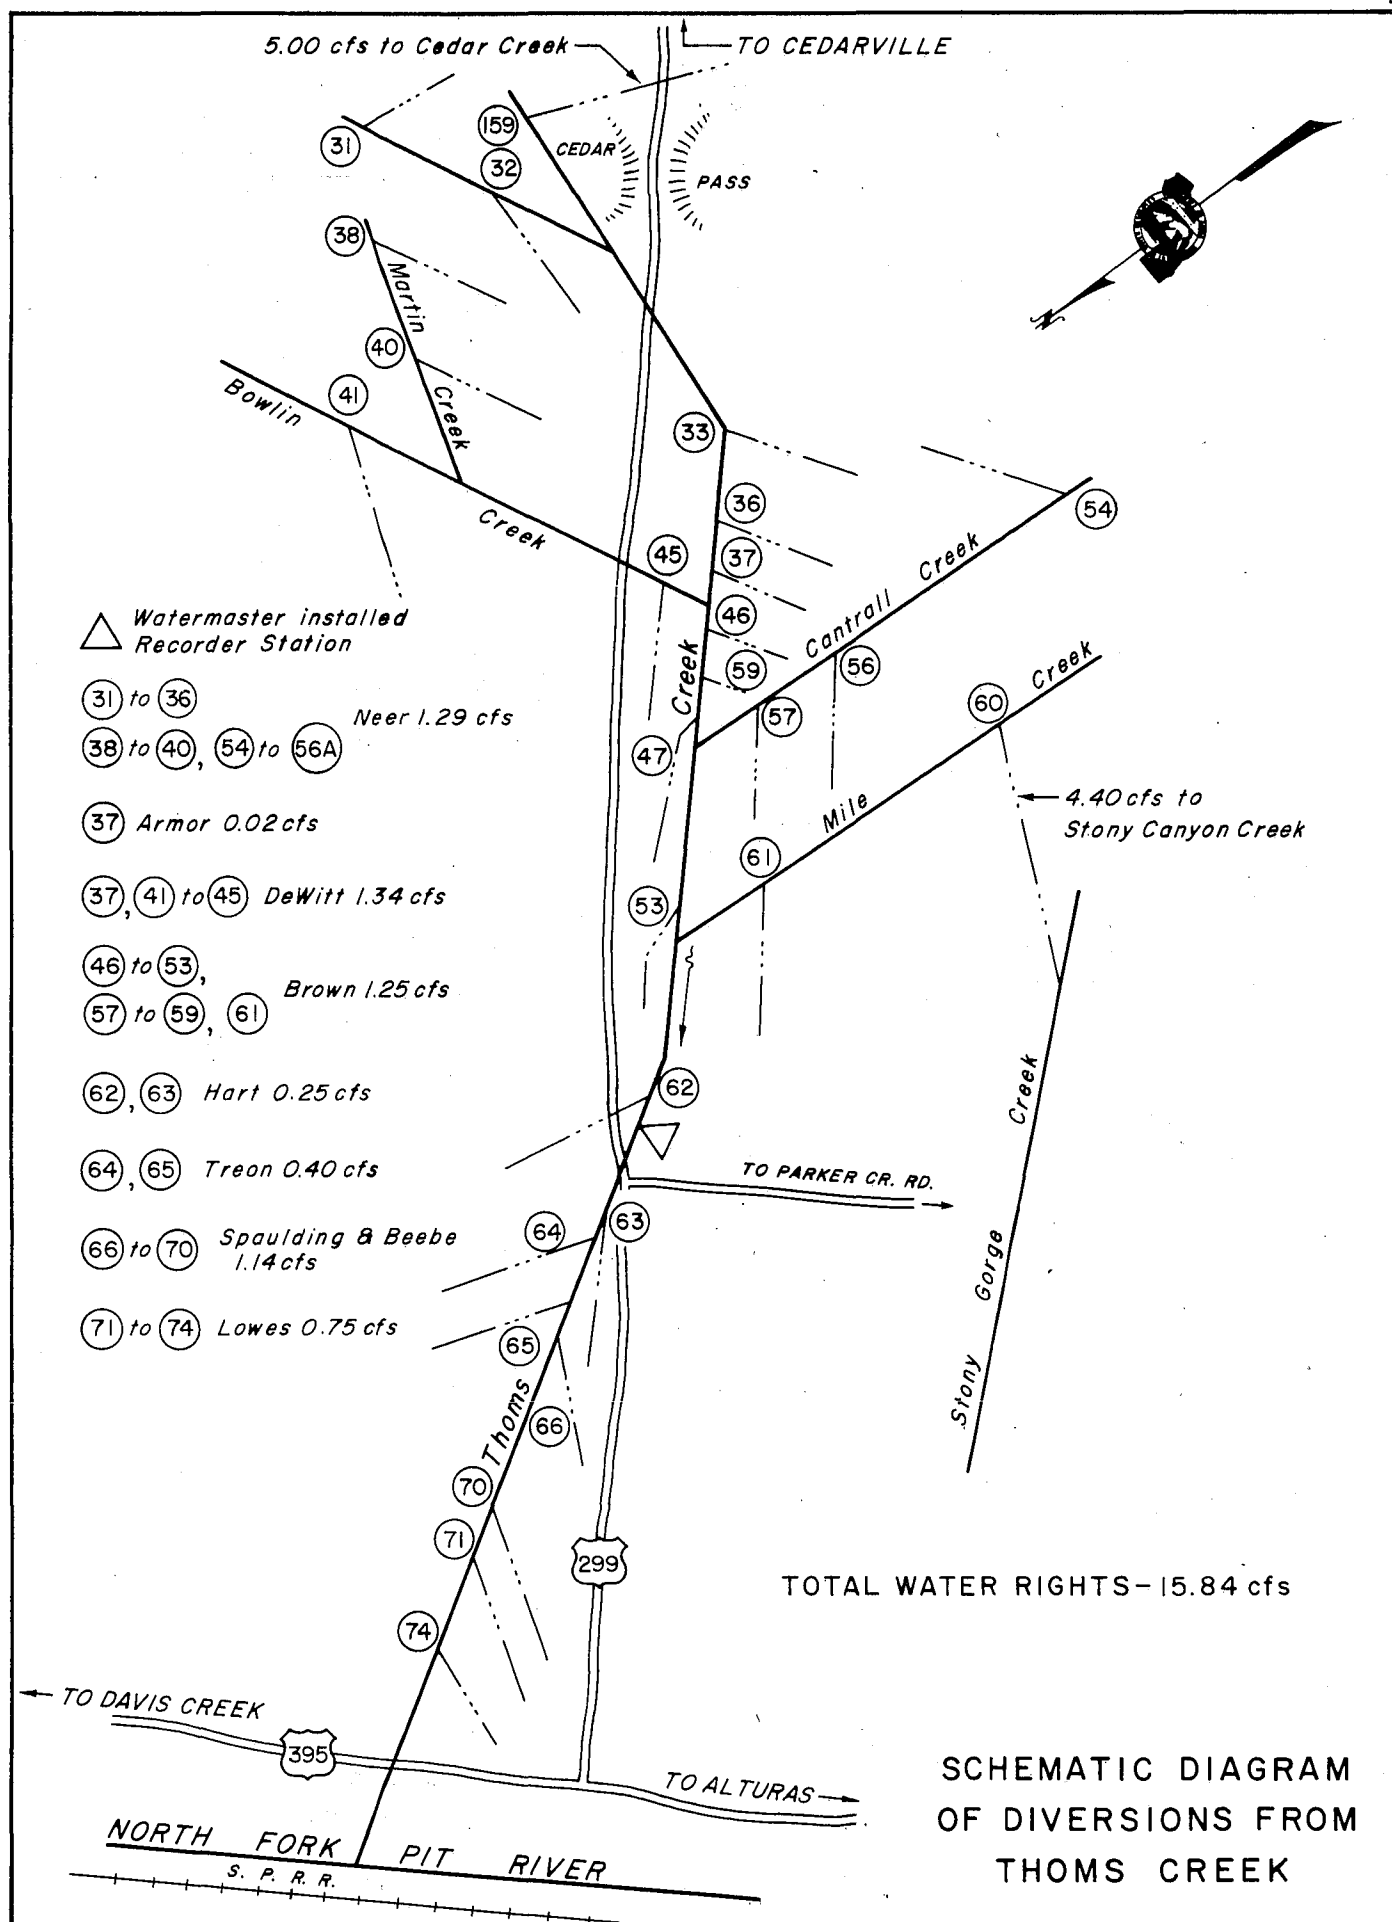 5.00 cfs to Cedar Creek
TO CEDARVILLE
159
31
32
CEDAR
PASS
38
Martin
40
Creek
41
Bowlin
33
36
54
Creek
45
37
Creek
Cantrall
46
59
56
Creek
57
60
Creek
47
Mile
4.40 cfs to
Stony Canyon Creek
61
53
N
Watermaster installed
Recorder Station
31 to 36
Neer 1.29 cfs
38 to 40, 54 to 56A
37 Armor 0.02 cfs
37, 41 to 45 DeWitt 1.34 cfs
46 to 53,
Brown 1.25 cfs
57 to 59, 61
62, 63 Hart 0.25 cfs
64, 65 Treon 0.40 cfs
66 to 70 Spaulding & Beebe
1.14 cfs
71 to 74 Lowes 0.75 cfs
62
TO PARKER CR. RD.
63
64
65
66
Thoms
70
71
74
299
Stony Gorge Creek
TOTAL WATER RIGHTS-15.84 cfs
TO DAVIS CREEK
395
TO ALTURAS
NORTH FORK PIT RIVER
S. P. R. R.
SCHEMATIC DIAGRAM
OF DIVERSIONS FROM
THOMS CREEK